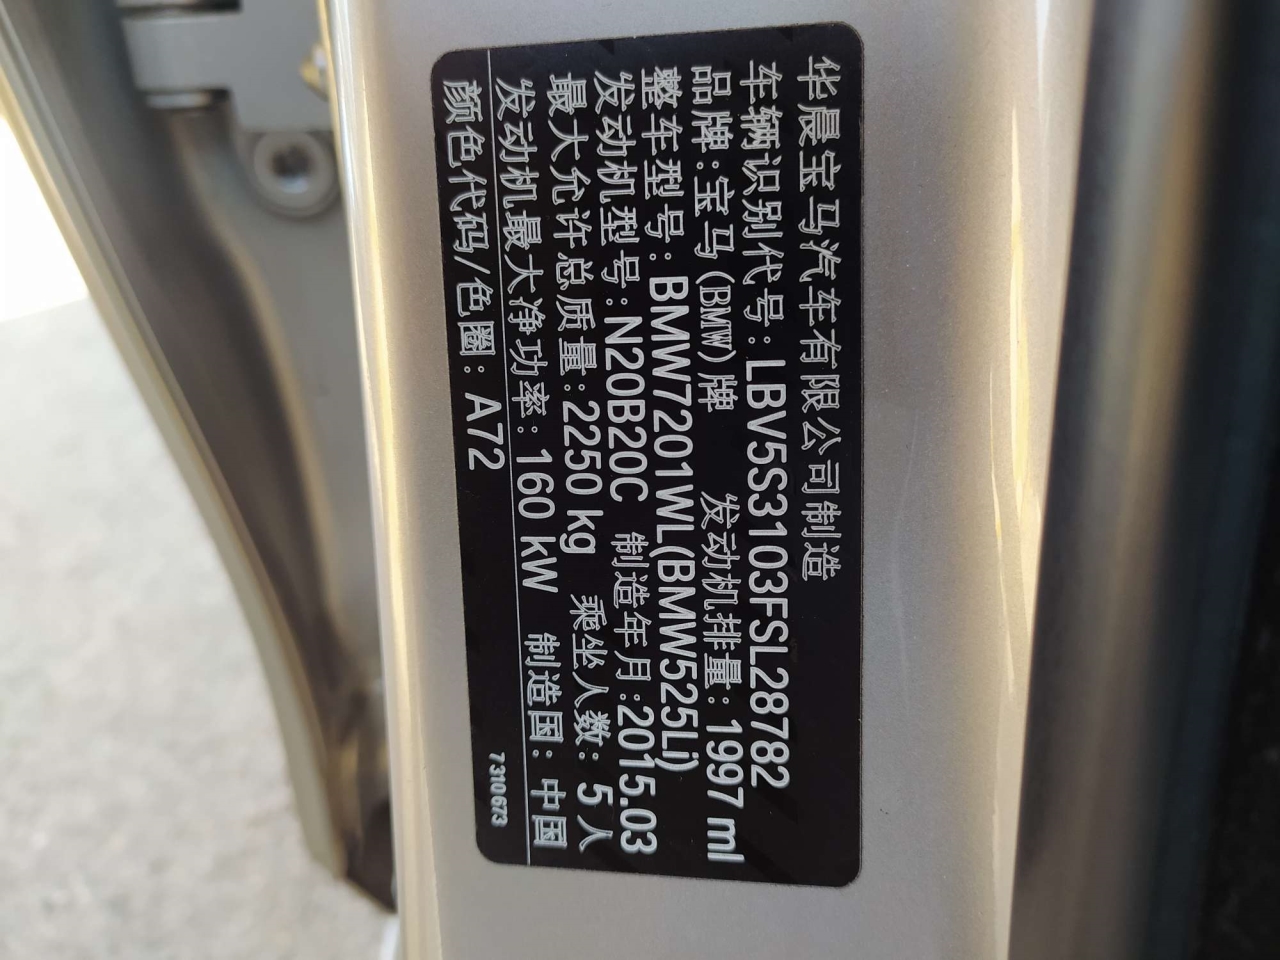 华晨宝马汽车有限公司制造
车辆识别代号:LBV5S3103FSL28782
品牌:宝马(BMW)牌 发动机排量:1997 ml
整车型号:BMW7201WL(BMW525Li)
发动机型号:N20B20C 制造年月:2015.03
最大允许总质量:2250 kg 乘坐人数:5人
发动机最大净功率:160 kW 制造国:中国
颜色代码/色圈:A72
7310673